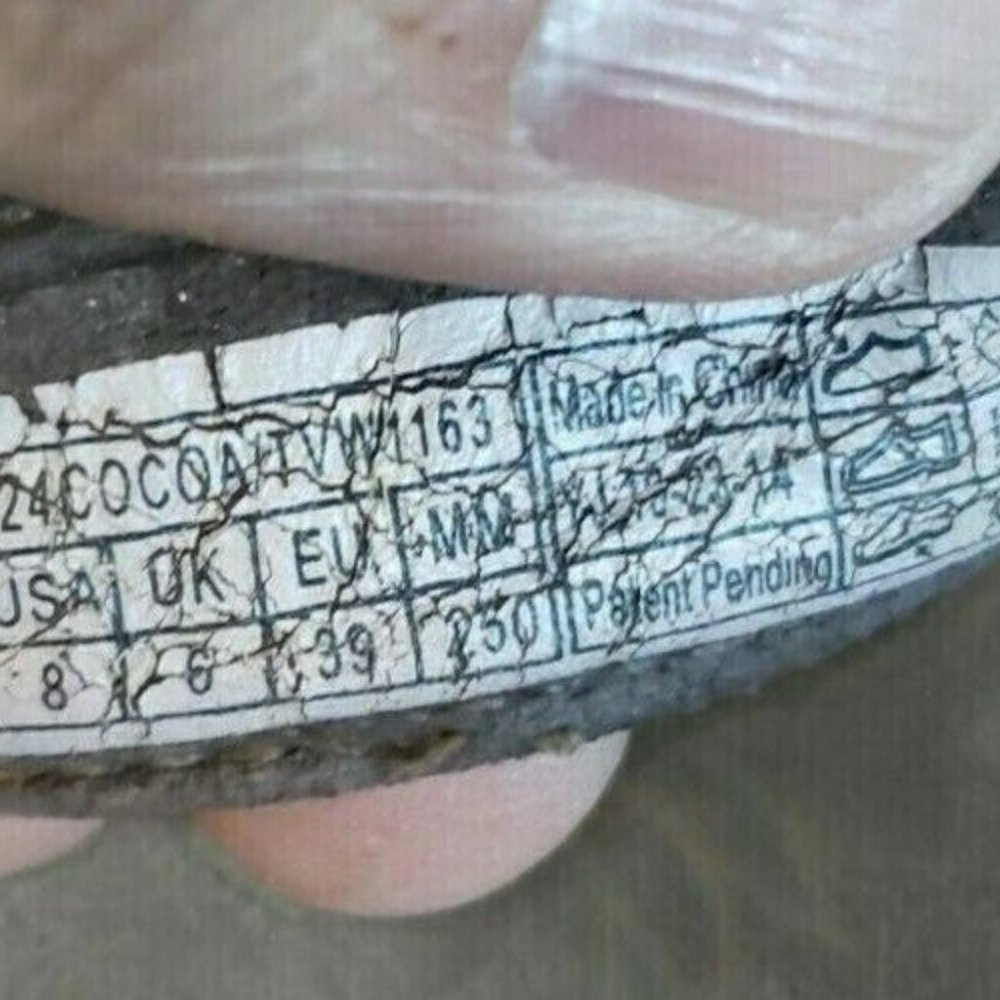 24COCOA/TVW1163
USA UK EU MM
8 6 39 250
Made In China
Patent Pending